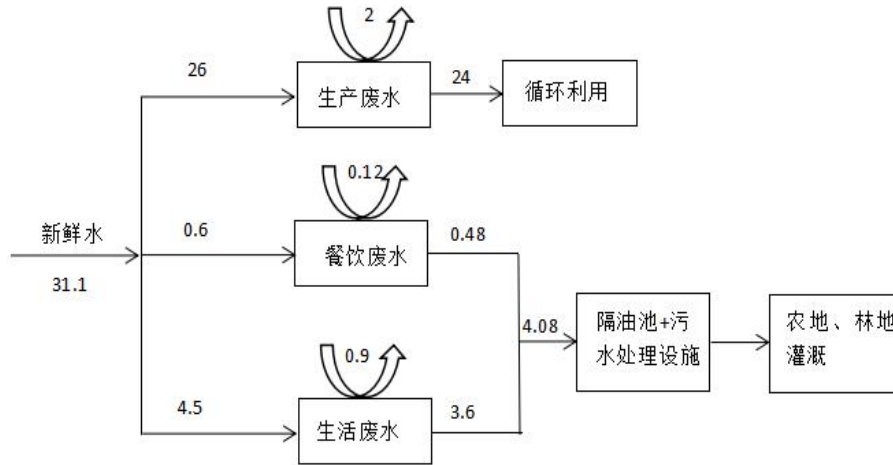 2
26
生产废水
24
循环利用
0.12
新鲜水
31.1
0.6
餐饮废水
0.48
4.08
隔油池+污
水处理设施
农地、林地
灌溉
0.9
4.5
生活废水
3.6